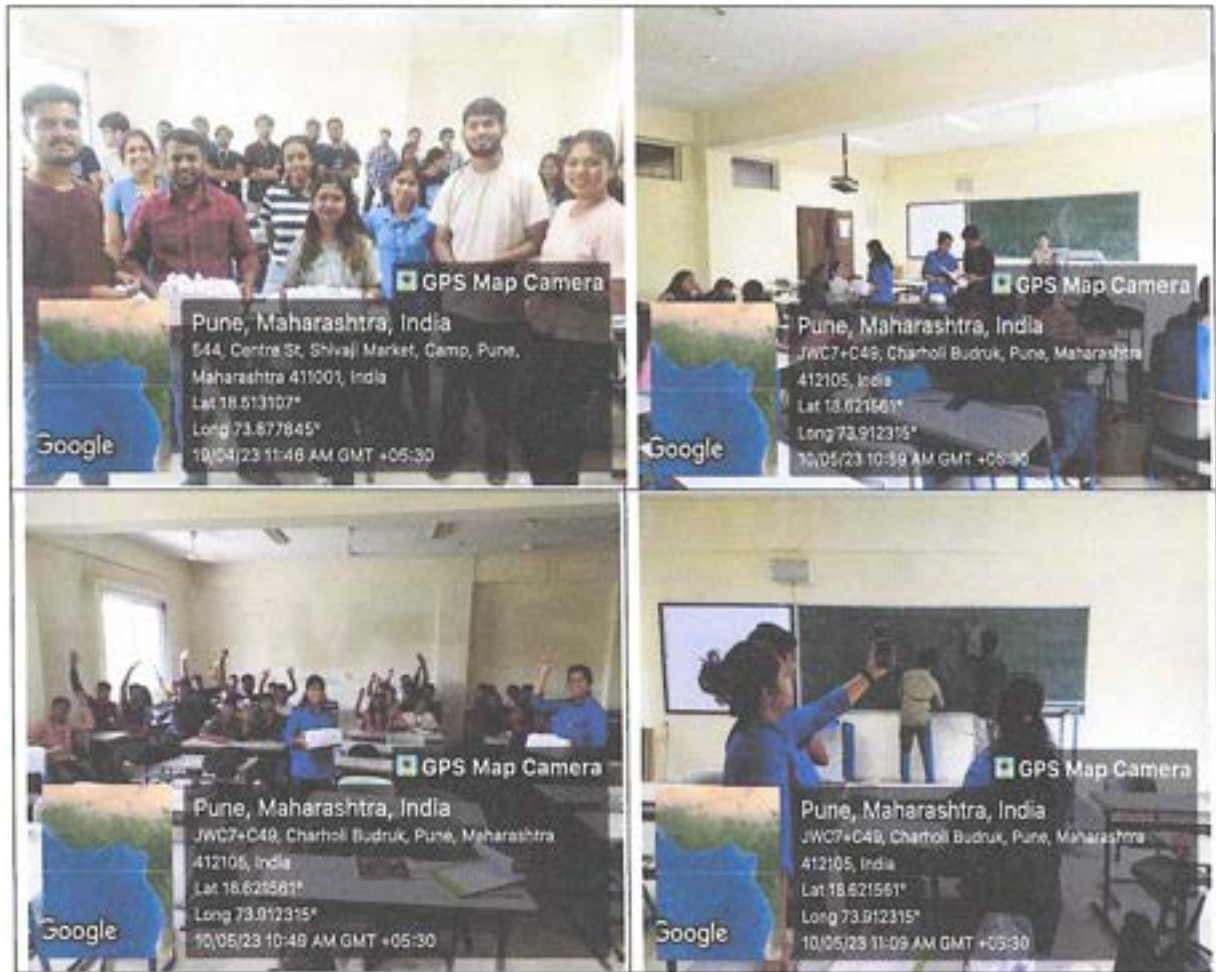 GPS Map Camera
Pune, Maharashtra, India
544, Centre St, Shivaji Market, Camp, Pune,
Maharashtra 411001, India
Lat 18.513107°
Long 73.877845°
19/04/23 11:46 AM GMT +05:30
Google
GPS Map Camera
Pune, Maharashtra, India
JWC7+C49, Charholi Budruk, Pune, Maharashtra
412105, India
Lat 18.621561°
Long 73.912315°
10/05/23 10:59 AM GMT +05:30
Google
GPS Map Camera
Pune, Maharashtra, India
JWC7+C49, Charholi Budruk, Pune, Maharashtra
412105, India
Lat 18.621561°
Long 73.912315°
10/05/23 10:49 AM GMT +05:30
Google
GPS Map Camera
Pune, Maharashtra, India
JWC7+C49, Charholi Budruk, Pune, Maharashtra
412105, India
Lat 18.621561°
Long 73.912315°
10/05/23 11:09 AM GMT +05:30
Google